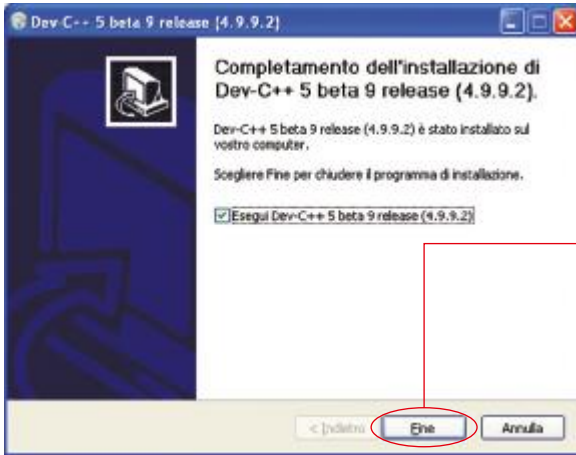 Dev-C++ 5 beta 9 release (4.9.9.2)
Completamento dell'installazione di
Dev-C++ 5 beta 9 release (4.9.9.2).
Dev-C++ 5 beta 9 release (4.9.9.2) è stato installato sul
vostro computer.
Scegliere Fine per chiudere il programma di installazione.
Esegui Dev-C++ 5 beta 9 release (4.9.9.2)
< Indietro
Fine
Annulla